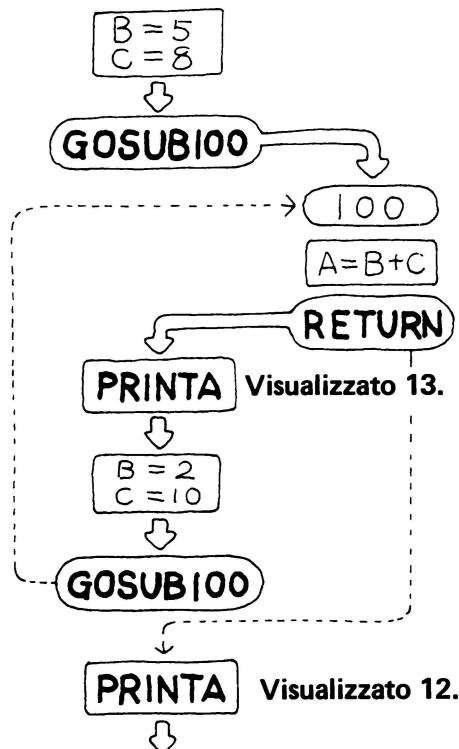 B=5
C=8
GOSUB100
100
A=B+C
RETURN
PRINTA Visualizzato 13.
B=2
C=10
GOSUB100
PRINTA Visualizzato 12.